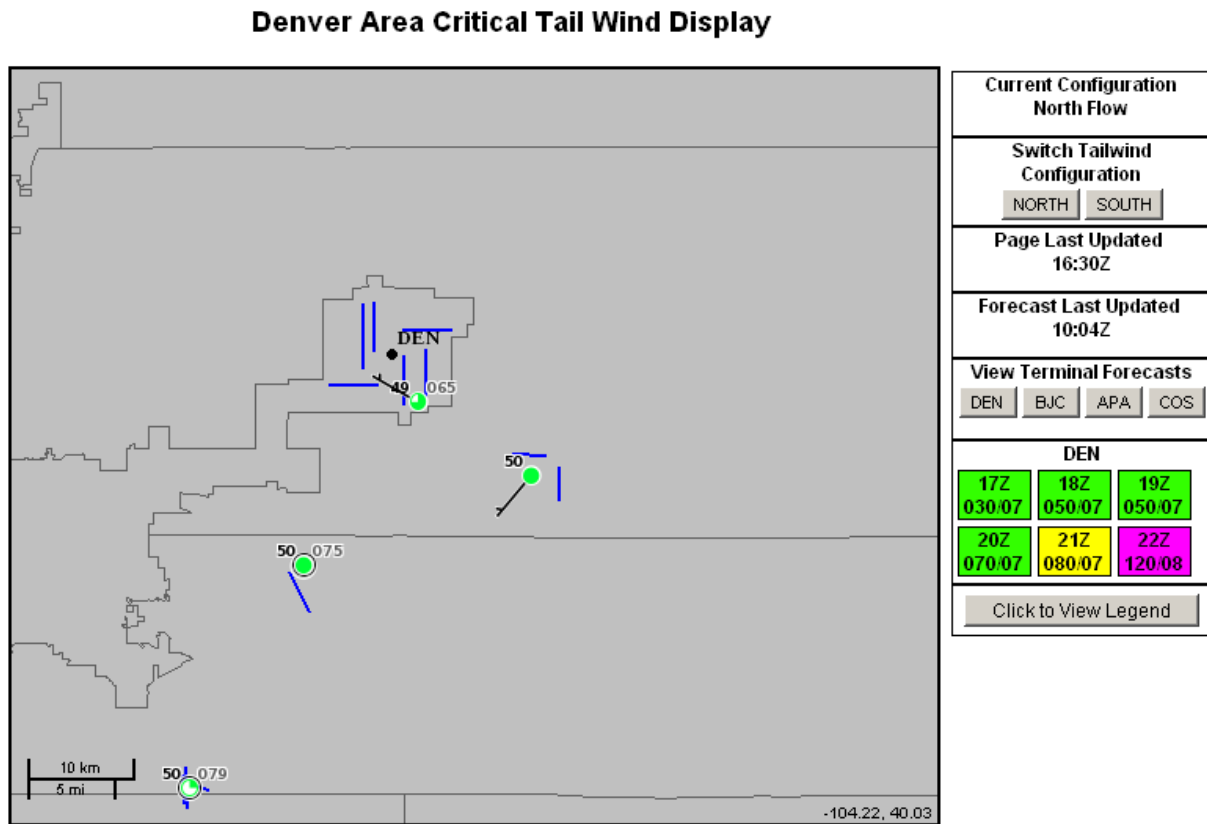 Denver Area Critical Tail Wind Display
DEN
49 065
50
50 075
50 079
10 km
5 mi
-104.22, 40.03
Current Configuration
North Flow
Switch Tailwind
Configuration
NORTH SOUTH
Page Last Updated
16:30Z
Forecast Last Updated
10:04Z
View Terminal Forecasts
DEN BJC APA COS
DEN
17Z 18Z 19Z
030/07 050/07 050/07
20Z 21Z 22Z
070/07 080/07 120/08
Click to View Legend